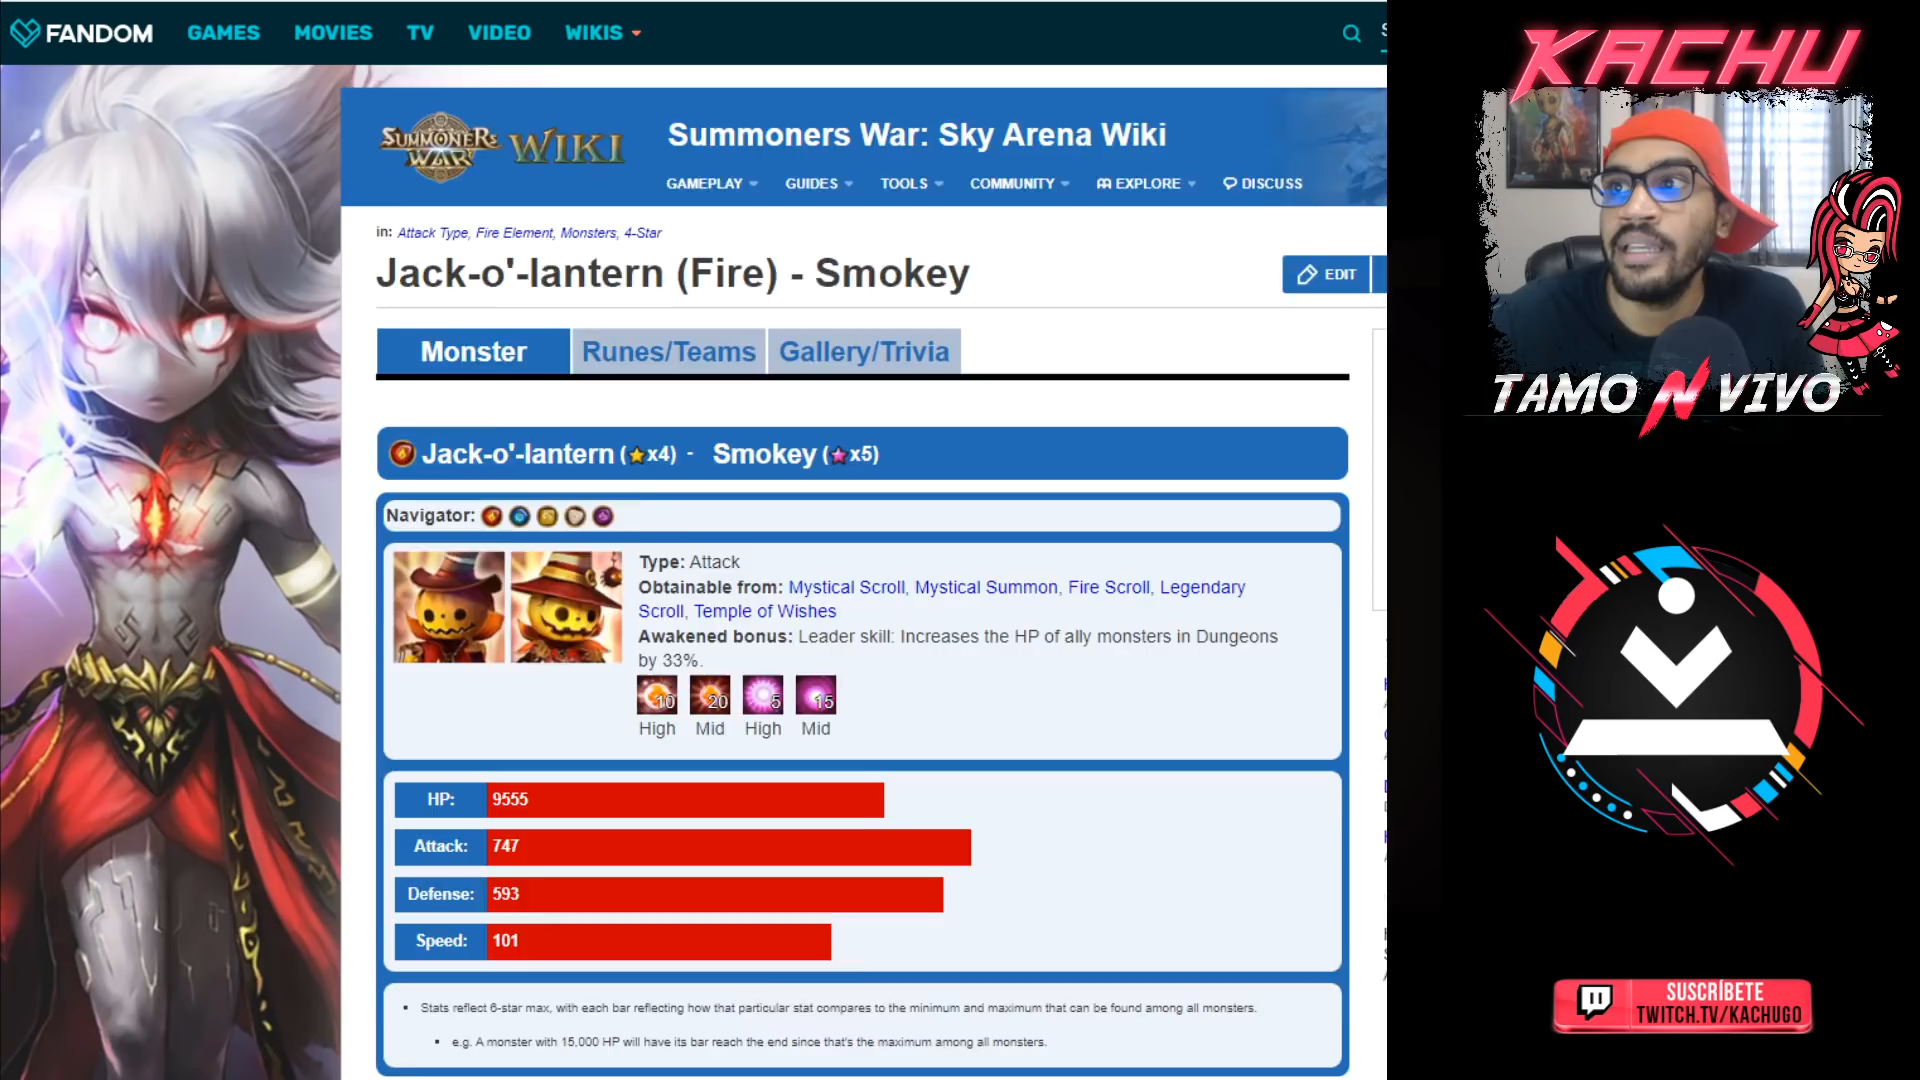 FANDOM GAMES MOVIES TV VIDEO WIKIS
SUMMONERS WAR WIKI
Summoners War: Sky Arena Wiki
GAMEPLAY GUIDES TOOLS COMMUNITY EXPLORE DISCUSS
in: Attack Type, Fire Element, Monsters, 4-Star
Jack-o'-lantern (Fire) - Smokey
EDIT
Monster Runes/Teams Gallery/Trivia
Jack-o'-lantern (x4) - Smokey (x5)
Navigator:
Type: Attack
Obtainable from: Mystical Scroll, Mystical Summon, Fire Scroll, Legendary
Scroll, Temple of Wishes
Awakened bonus: Leader skill: Increases the HP of ally monsters in Dungeons
by 33%.
10 20 5 15
High Mid High Mid
HP: 9555
Attack: 747
Defense: 593
Speed: 101
Stats reflect 6-star max, with each bar reflecting how that particular stat compares to the minimum and maximum that can be found among all monsters.
e.g. A monster with 15,000 HP will have its bar reach the end since that's the maximum among all monsters.
KACHU
TAMO N VIVO
SUSCRÍBETE
TWITCH.TV/KACHUGO